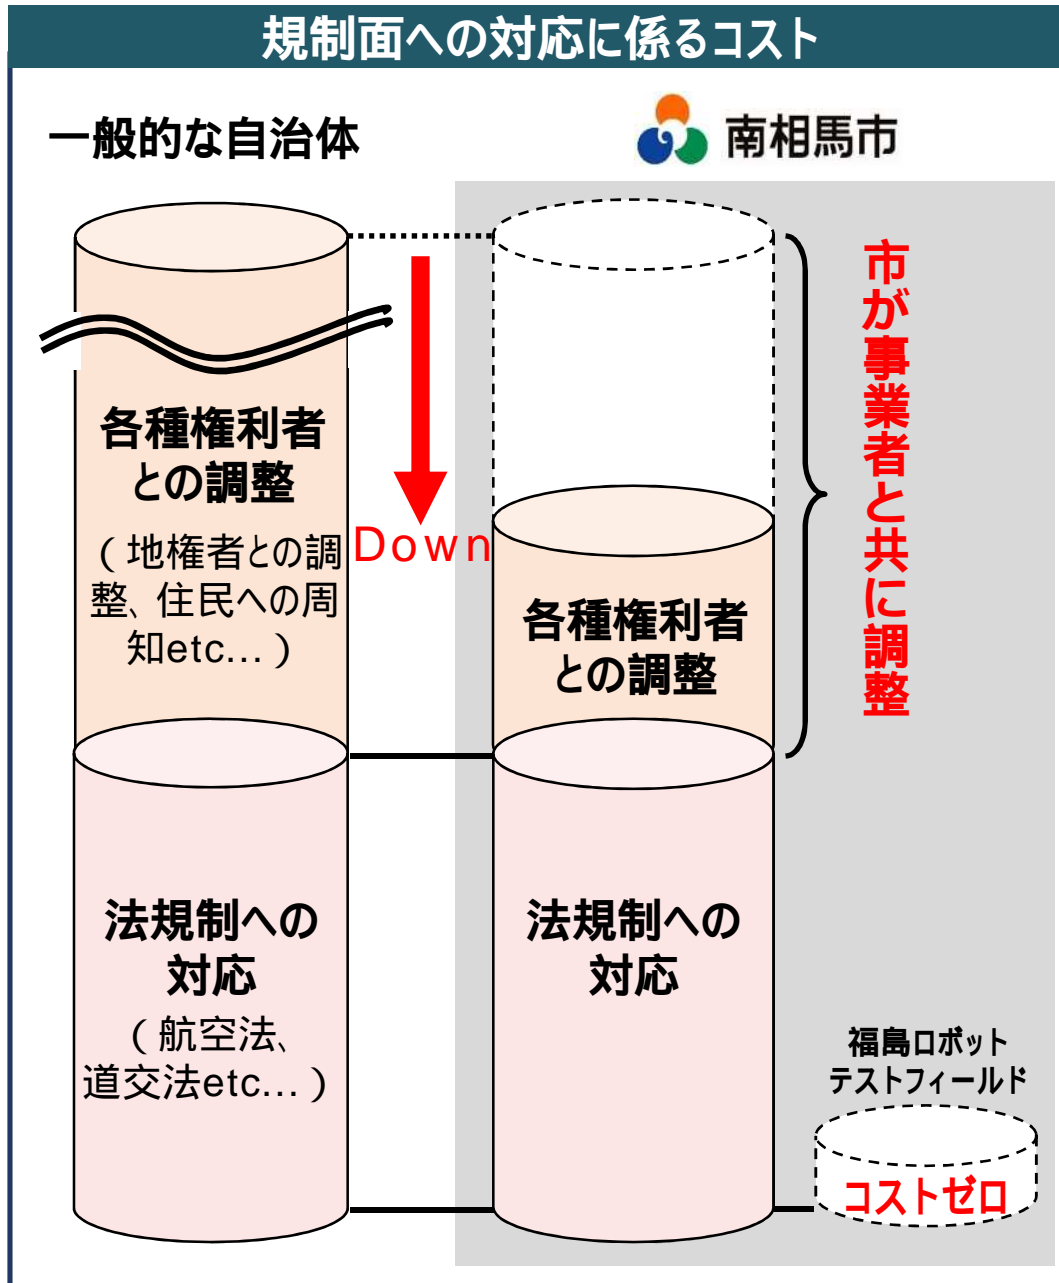 規制面への対応に係るコスト
一般的な自治体
南相馬市
各種権利者
との調整
（地権者との調
整、住民への周
知etc...）
Down
各種権利者
との調整
市が事業者と共に調整
法規制への
対応
（航空法、
道交法etc...）
法規制への
対応
福島ロボット
テストフィールド
コストゼロ